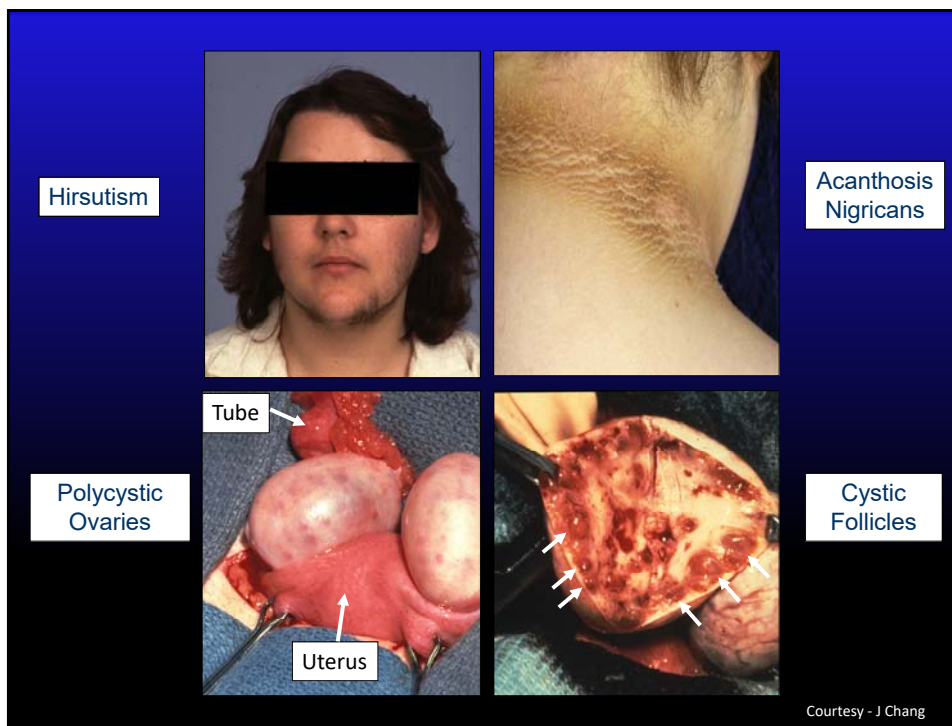 Hirsutism
Acanthosis
Nigricans
Tube
Polycystic
Ovaries
Cystic
Follicles
Uterus
Courtesy - J Chang